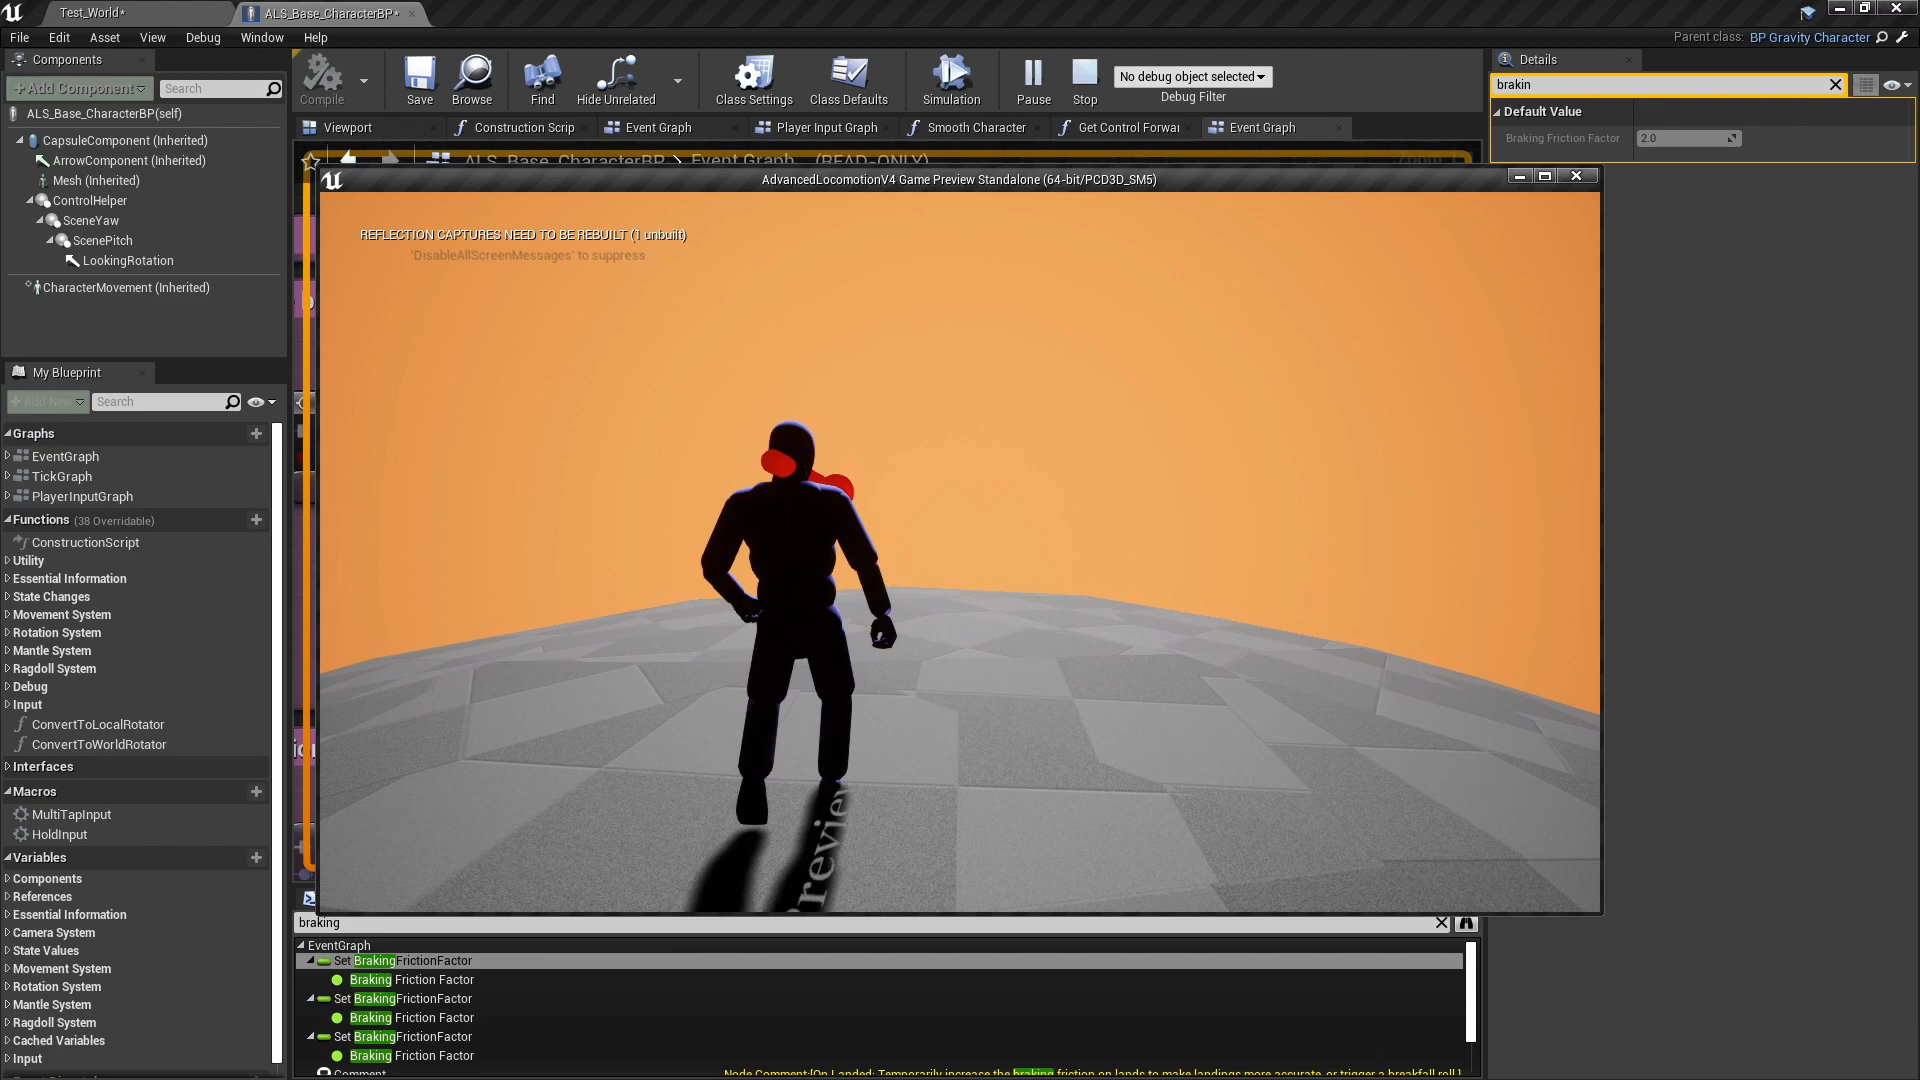 Test_World*
ALS_Base_CharacterBP*
File Edit Asset View Debug Window Help
Parent class: BP Gravity Character
Components
+Add Component
Search
ALS_Base_CharacterBP(self)
CapsuleComponent (Inherited)
ArrowComponent (Inherited)
Mesh (Inherited)
ControlHelper
SceneYaw
ScenePitch
LookingRotation
CharacterMovement (Inherited)
My Blueprint
+ Add New
Search
Graphs
EventGraph
TickGraph
PlayerInputGraph
Functions (38 Overridable)
ConstructionScript
Utility
Essential Information
State Changes
Movement System
Rotation System
Mantle System
Ragdoll System
Debug
Input
ConvertToLocalRotator
ConvertToWorldRotator
Interfaces
Macros
MultiTapInput
HoldInput
Variables
Components
References
Essential Information
Camera System
State Values
Movement System
Rotation System
Mantle System
Ragdoll System
Cached Variables
Input
Compile Save Browse Find Hide Unrelated Class Settings Class Defaults Simulation Pause Stop
No debug object selected
Debug Filter
Viewport Construction Scrip Event Graph Player Input Graph Smooth Character Get Control Forwar Event Graph
ALS_Base_CharacterBP > Event Graph (READ-ONLY)
AdvancedLocomotionV4 Game Preview Standalone (64-bit/PCD3D_SM5)
REFLECTION CAPTURES NEED TO BE REBUILT (1 unbuilt)
'DisableAllScreenMessages' to suppress
Preview
braking
EventGraph
Set BrakingFrictionFactor
Braking Friction Factor
Set BrakingFrictionFactor
Braking Friction Factor
Set BrakingFrictionFactor
Braking Friction Factor
Comment
Node Comment:[On Landed: Temporarily increase the braking friction on lands to make landings more accurate, or trigger a breakfall roll.]
Details
brakin
Default Value
Braking Friction Factor 2.0